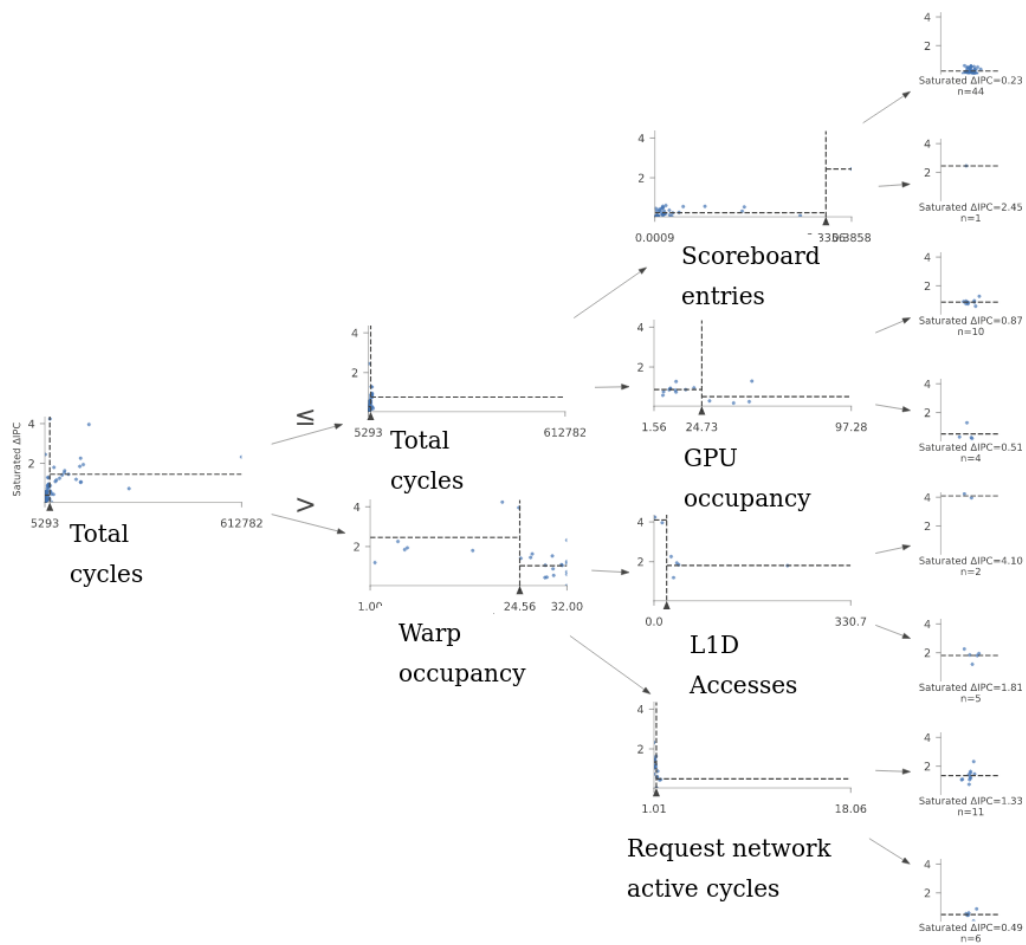 4
2
Saturated ΔIPC=0.23
n=44
4
2
Saturated ΔIPC=2.45
n=1
4
2
0.0009
3858
Scoreboard
entries
4
2
Saturated ΔIPC=0.87
n=10
4
2
1.56 24.73 97.28
GPU
occupancy
4
2
Saturated ΔIPC=0.51
n=4
4
2
5293 612782
Total
cycles
≤
4
2
Saturated ΔIPC
5293 612782
Total
cycles
>
4
2
24.56 32.00
Warp
occupancy
4
2
0.0 330.7
L1D
Accesses
4
2
Saturated ΔIPC=4.10
n=2
4
2
Saturated ΔIPC=1.81
n=5
4
2
1.01 18.06
Request network
active cycles
4
2
Saturated ΔIPC=1.33
n=11
4
2
Saturated ΔIPC=0.49
n=6